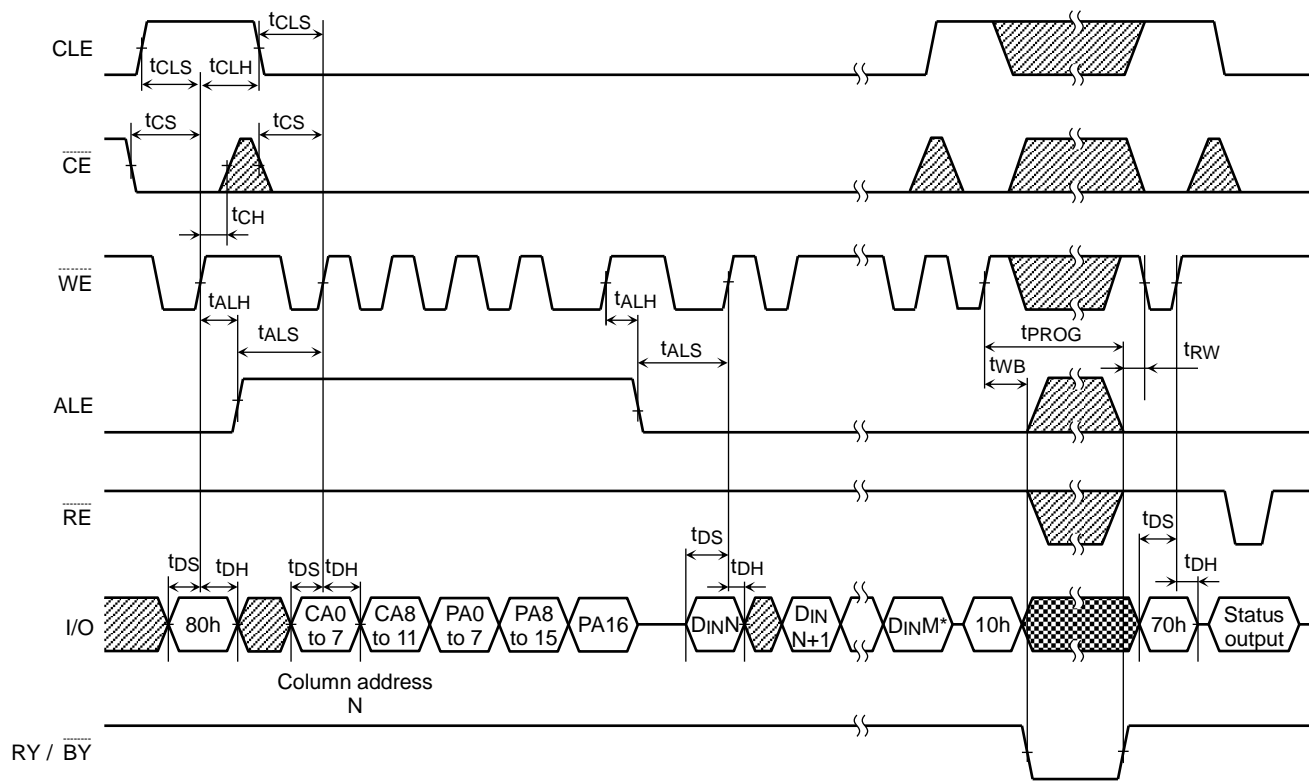 tCLS
CLE
tCLS tCLH
tCS tCS
CE
tCH
WE
tALH tALH
tALS tALS tPROG
tWB tRW
ALE
RE
tDS tDH tDS tDH tDS tDH tDS tDH
I/O
80h
CA0 to 7
CA8 to 11
PA0 to 7
PA8 to 15
PA16
DINN
DIN N+1
DINM*
10h
70h
Status output
Column address
N
RY / BY